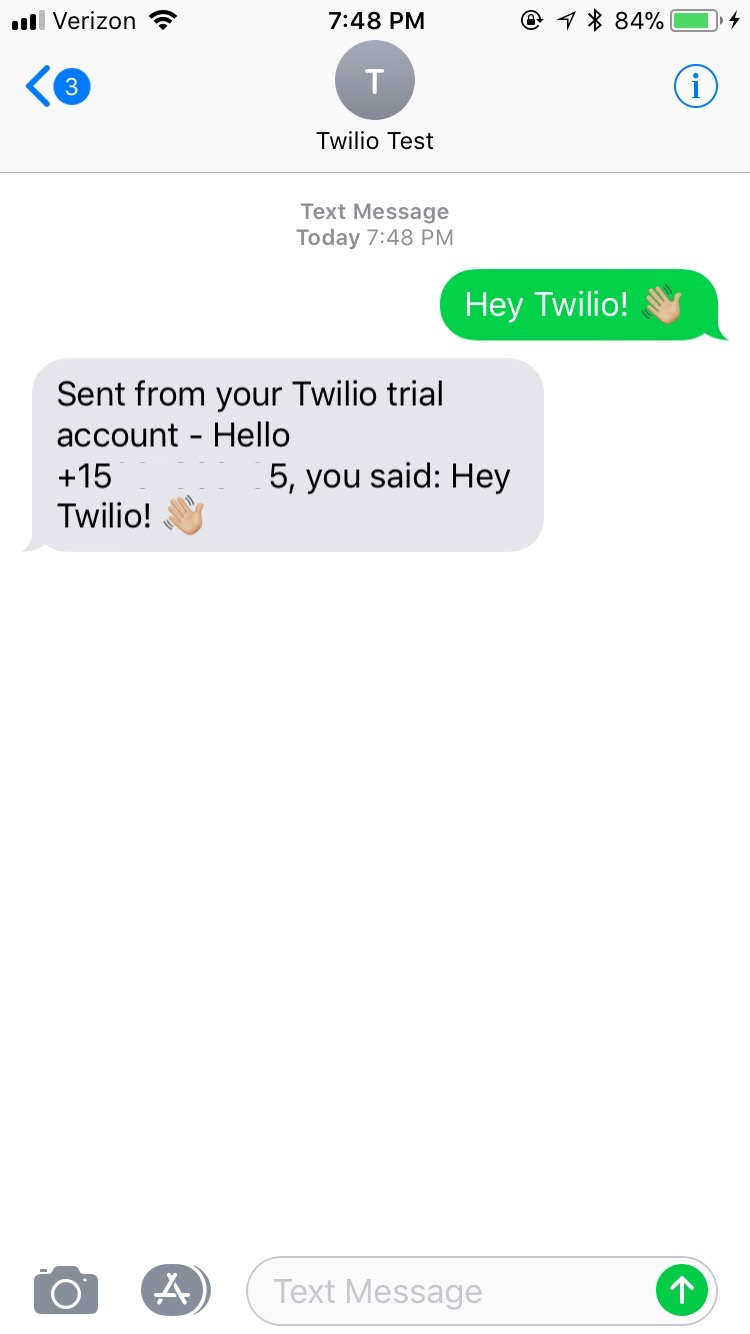 Verizon 7:48 PM 84%
3
T
Twilio Test
Text Message
Today 7:48 PM
Hey Twilio! 👋🏼
Sent from your Twilio trial
account - Hello
+15 5, you said: Hey
Twilio! 👋🏼
Text Message